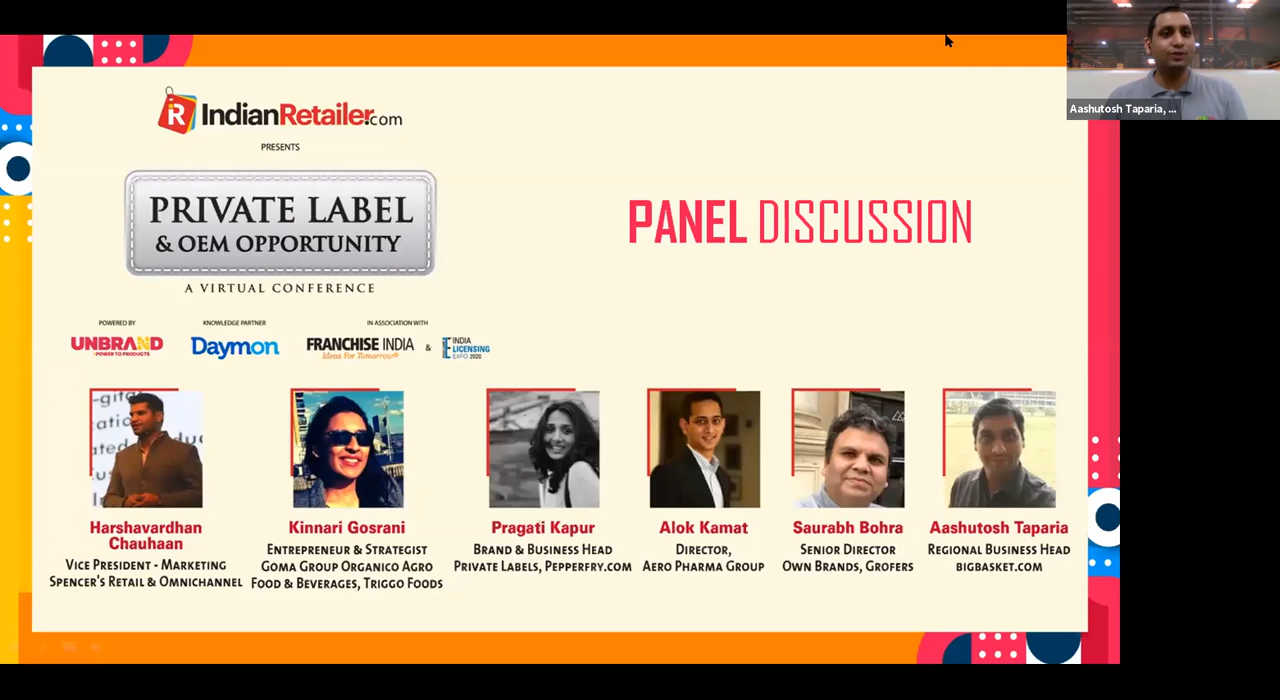 IndianRetailer.com
PRESENTS
PRIVATE LABEL
& OEM OPPORTUNITY
A VIRTUAL CONFERENCE
PANEL DISCUSSION
POWERED BY
UNBRAND
POWER TO PRODUCTS
KNOWLEDGE PARTNER
Daymon
IN ASSOCIATION WITH
FRANCHISE INDIA
Ideas For Tomorrow
&
INDIA
LICENSING
EXPO 2020
Harshavardhan
Chauhaan
VICE PRESIDENT - MARKETING
SPENCER'S RETAIL & OMNICHANNEL
Kinnari Gosrani
ENTREPRENEUR & STRATEGIST
GOMA GROUP ORGANICO AGRO
FOOD & BEVERAGES, TRIGGO FOODS
Pragati Kapur
BRAND & BUSINESS HEAD
PRIVATE LABELS, PEPPERFRY.COM
Alok Kamat
DIRECTOR,
AERO PHARMA GROUP
Saurabh Bohra
SENIOR DIRECTOR
OWN BRANDS, GROFERS
Aashutosh Taparia
REGIONAL BUSINESS HEAD
BIGBASKET.COM
Aashutosh Taparia, ...